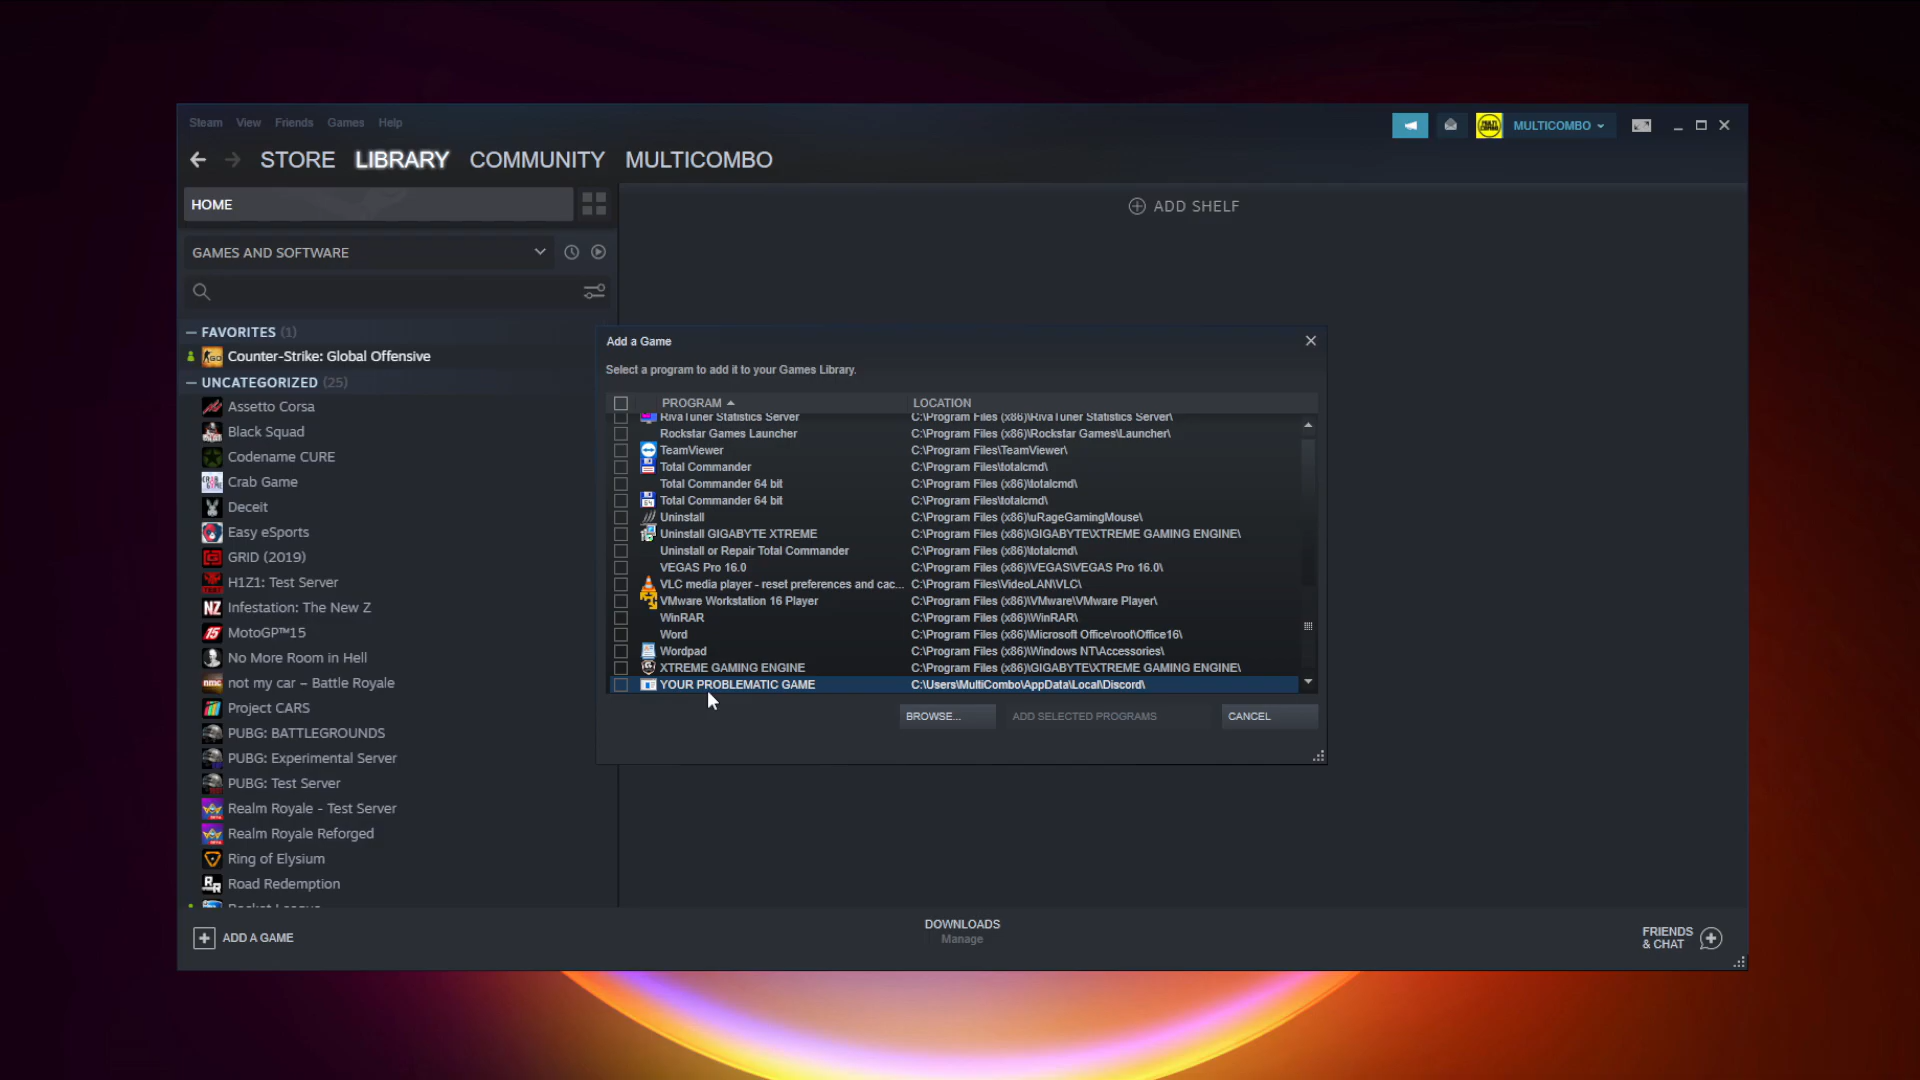 Steam View Friends Games Help
MULTICOMBO
STORE LIBRARY COMMUNITY MULTICOMBO
HOME
ADD SHELF
GAMES AND SOFTWARE
FAVORITES (1)
Counter-Strike: Global Offensive
UNCATEGORIZED (25)
Assetto Corsa
Black Squad
Codename CURE
Crab Game
Deceit
Easy eSports
GRID (2019)
H1Z1: Test Server
Infestation: The New Z
MotoGP™15
No More Room in Hell
not my car – Battle Royale
Project CARS
PUBG: BATTLEGROUNDS
PUBG: Experimental Server
PUBG: Test Server
Realm Royale - Test Server
Realm Royale Reforged
Ring of Elysium
Road Redemption
Rocket League
Add a Game
Select a program to add it to your Games Library.
PROGRAM LOCATION
RivaTuner Statistics Server C:\Program Files (x86)\RivaTuner Statistics Server\
Rockstar Games Launcher C:\Program Files (x86)\Rockstar Games\Launcher\
TeamViewer C:\Program Files\TeamViewer\
Total Commander C:\Program Files\totalcmd\
Total Commander 64 bit C:\Program Files (x86)\totalcmd\
Total Commander 64 bit C:\Program Files\totalcmd\
Uninstall C:\Program Files (x86)\uRageGamingMouse\
Uninstall GIGABYTE XTREME C:\Program Files (x86)\GIGABYTE\XTREME GAMING ENGINE\
Uninstall or Repair Total Commander C:\Program Files (x86)\totalcmd\
VEGAS Pro 16.0 C:\Program Files (x86)\VEGAS\VEGAS Pro 16.0\
VLC media player - reset preferences and cac... C:\Program Files\VideoLAN\VLC\
VMware Workstation 16 Player C:\Program Files (x86)\VMware\VMware Player\
WinRAR C:\Program Files (x86)\WinRAR\
Word C:\Program Files (x86)\Microsoft Office\root\Office16\
Wordpad C:\Program Files (x86)\Windows NT\Accessories\
XTREME GAMING ENGINE C:\Program Files (x86)\GIGABYTE\XTREME GAMING ENGINE\
YOUR PROBLEMATIC GAME C:\Users\MultiCombo\AppData\Local\Discord\
BROWSE... ADD SELECTED PROGRAMS CANCEL
ADD A GAME
DOWNLOADS
Manage
FRIENDS
& CHAT